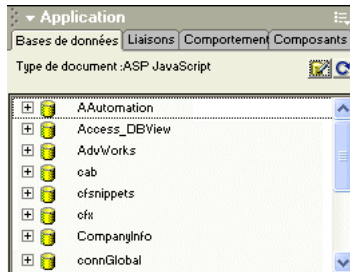 Application
Bases de données Liaisons Comportement Composants
Type de document :ASP JavaScript
AAutomation
Access_DBView
AdvWorks
cab
cfsnippets
cfx
CompanyInfo
connGlobal